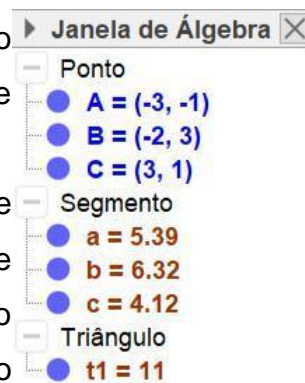 Janela de Álgebra
Ponto
A = (-3, -1)
B = (-2, 3)
C = (3, 1)
Segmento
a = 5.39
b = 6.32
c = 4.12
Triângulo
t1 = 11